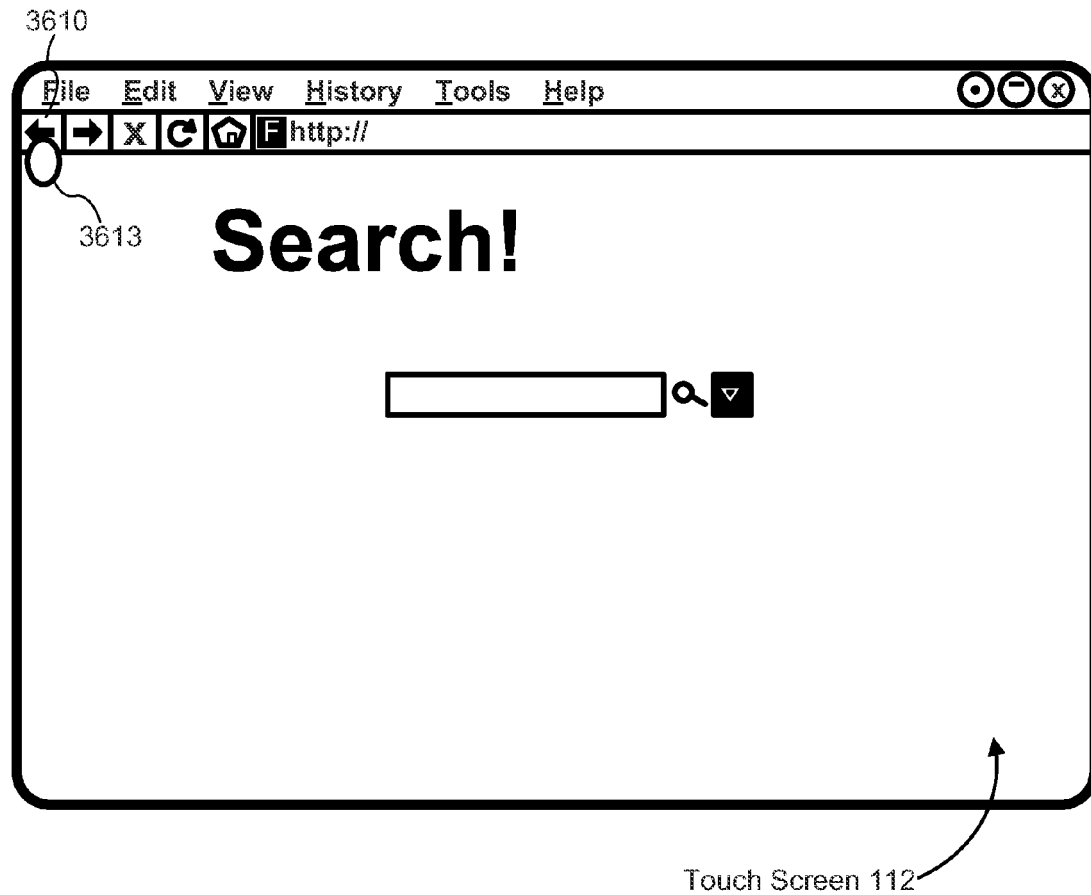 3610
File Edit View History Tools Help
X F http://
3613
Search!
Touch Screen 112